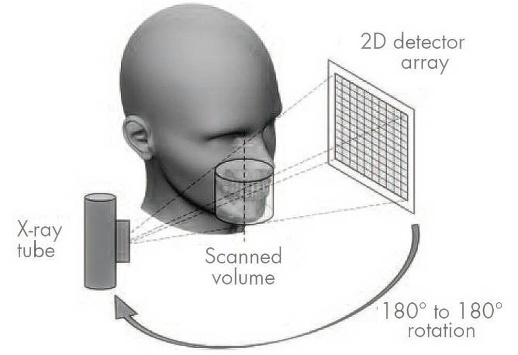 2D detector
array
X-ray
tube
Scanned
volume
180° to 180°
rotation